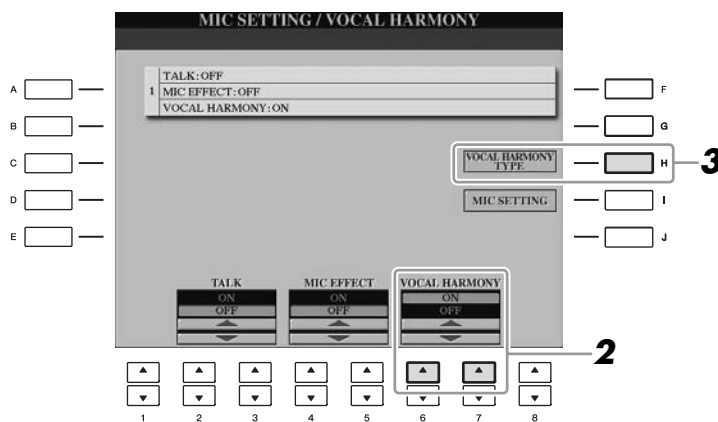 MIC SETTING / VOCAL HARMONY
TALK:OFF
1 MIC EFFECT:OFF
VOCAL HARMONY:ON
A
B
C
D
E
F
G
H
I
J
VOCAL HARMONY
TYPE
3
MIC SETTING
TALK MIC EFFECT VOCAL HARMONY
ON ON ON
OFF OFF OFF
2
1 2 3 4 5 6 7 8